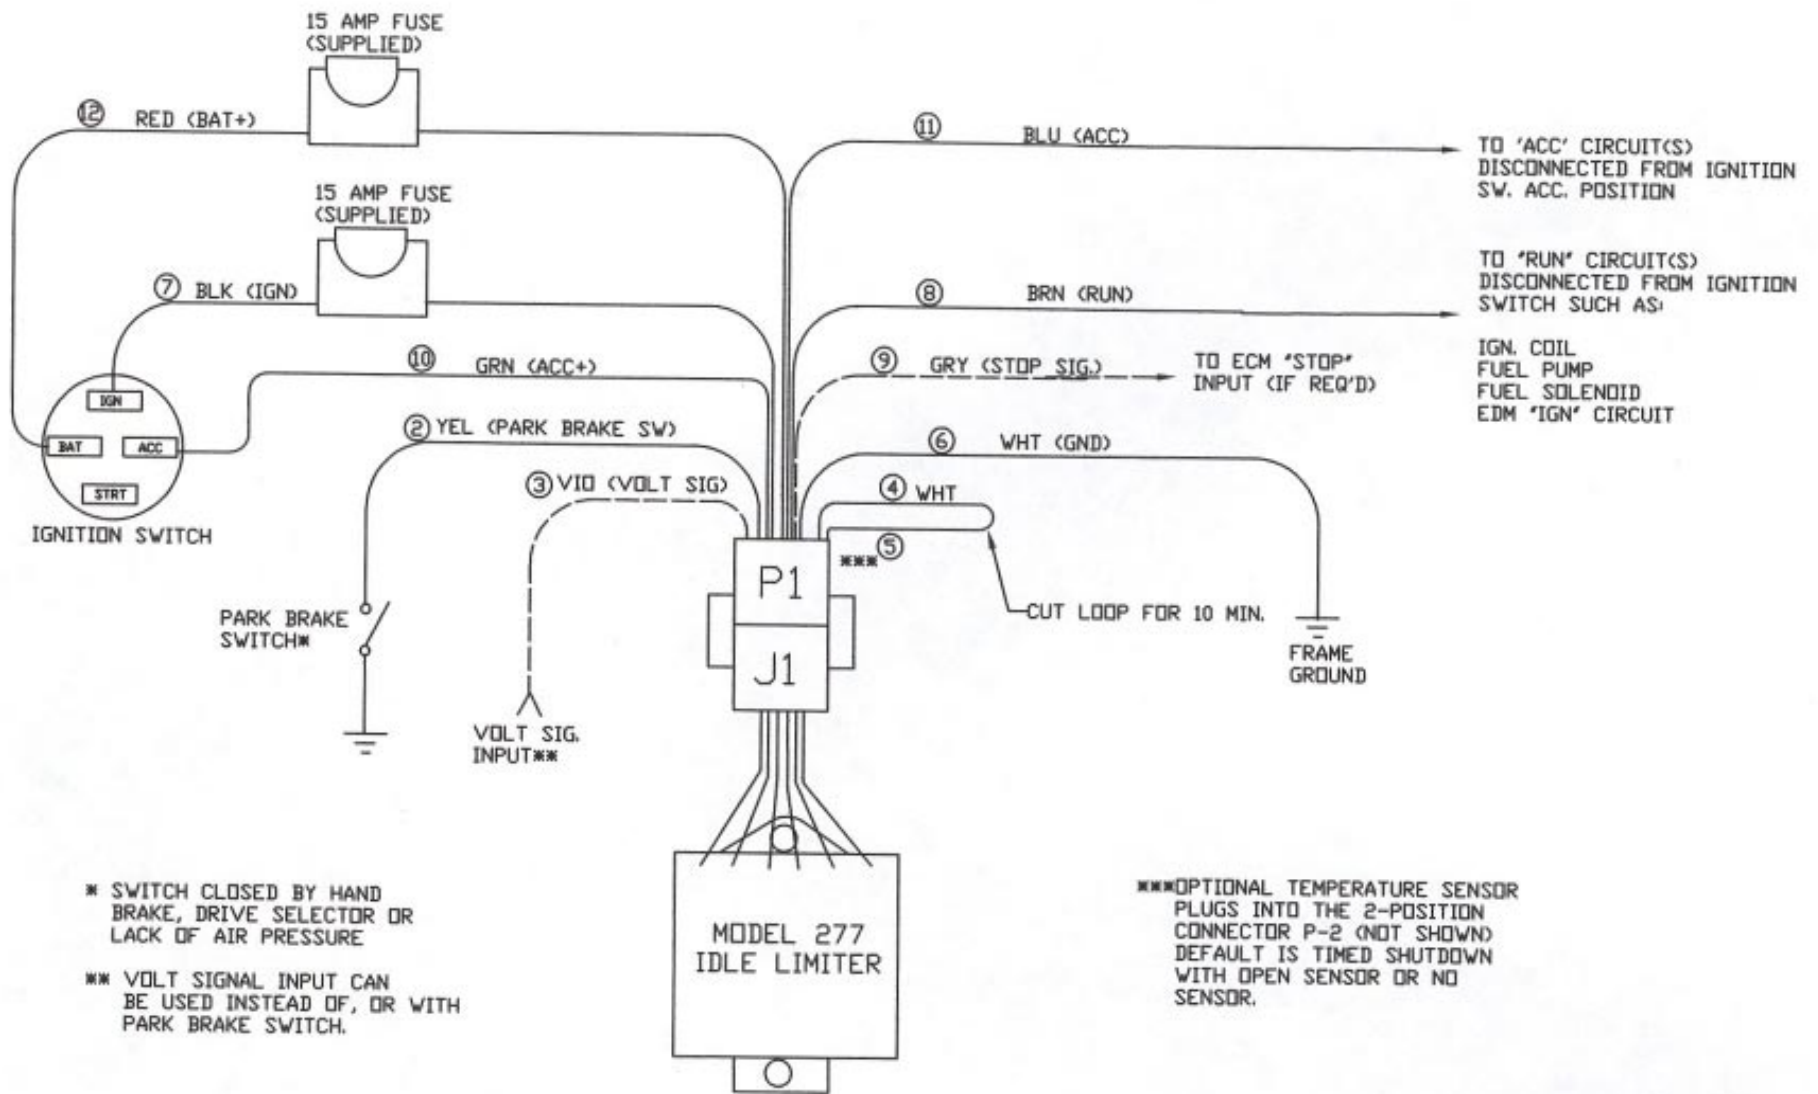 15 AMP FUSE
(SUPPLIED)
12
RED (BAT+)
11
BLU (ACC)
TO 'ACC' CIRCUIT(S)
DISCONNECTED FROM IGNITION
SW. ACC. POSITION
15 AMP FUSE
(SUPPLIED)
7
BLK (IGN)
8
BRN (RUN)
TO "RUN" CIRCUIT(S)
DISCONNECTED FROM IGNITION
SWITCH SUCH AS:
IGN. COIL
FUEL PUMP
FUEL SOLENOID
EDM "IGN" CIRCUIT
10
GRN (ACC+)
9
GRY (STOP SIG.)
TO ECM "STOP"
INPUT (IF REQ'D)
IGN
BAT
ACC
STRT
IGNITION SWITCH
2
YEL (PARK BRAKE SW)
6
WHT (GND)
3
VIO (VOLT SIG)
4
WHT
5
***
P1
J1
CUT LOOP FOR 10 MIN.
PARK BRAKE
SWITCH*
FRAME
GROUND
VOLT SIG.
INPUT**
MODEL 277
IDLE LIMITER
* SWITCH CLOSED BY HAND
BRAKE, DRIVE SELECTOR OR
LACK OF AIR PRESSURE
** VOLT SIGNAL INPUT CAN
BE USED INSTEAD OF, OR WITH
PARK BRAKE SWITCH.
***OPTIONAL TEMPERATURE SENSOR
PLUGS INTO THE 2-POSITION
CONNECTOR P-2 (NOT SHOWN)
DEFAULT IS TIMED SHUTDOWN
WITH OPEN SENSOR OR NO
SENSOR.